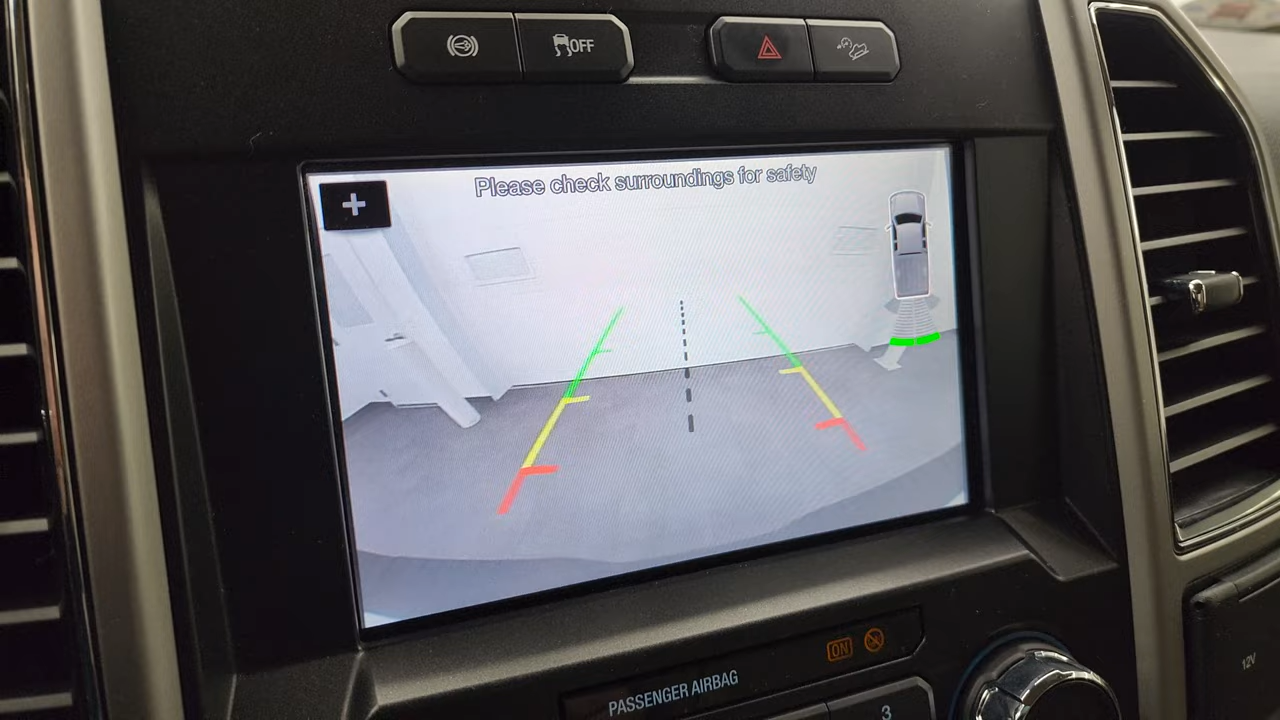 OFF
Please check surroundings for safety
+
ON
PASSENGER AIRBAG
3
12V